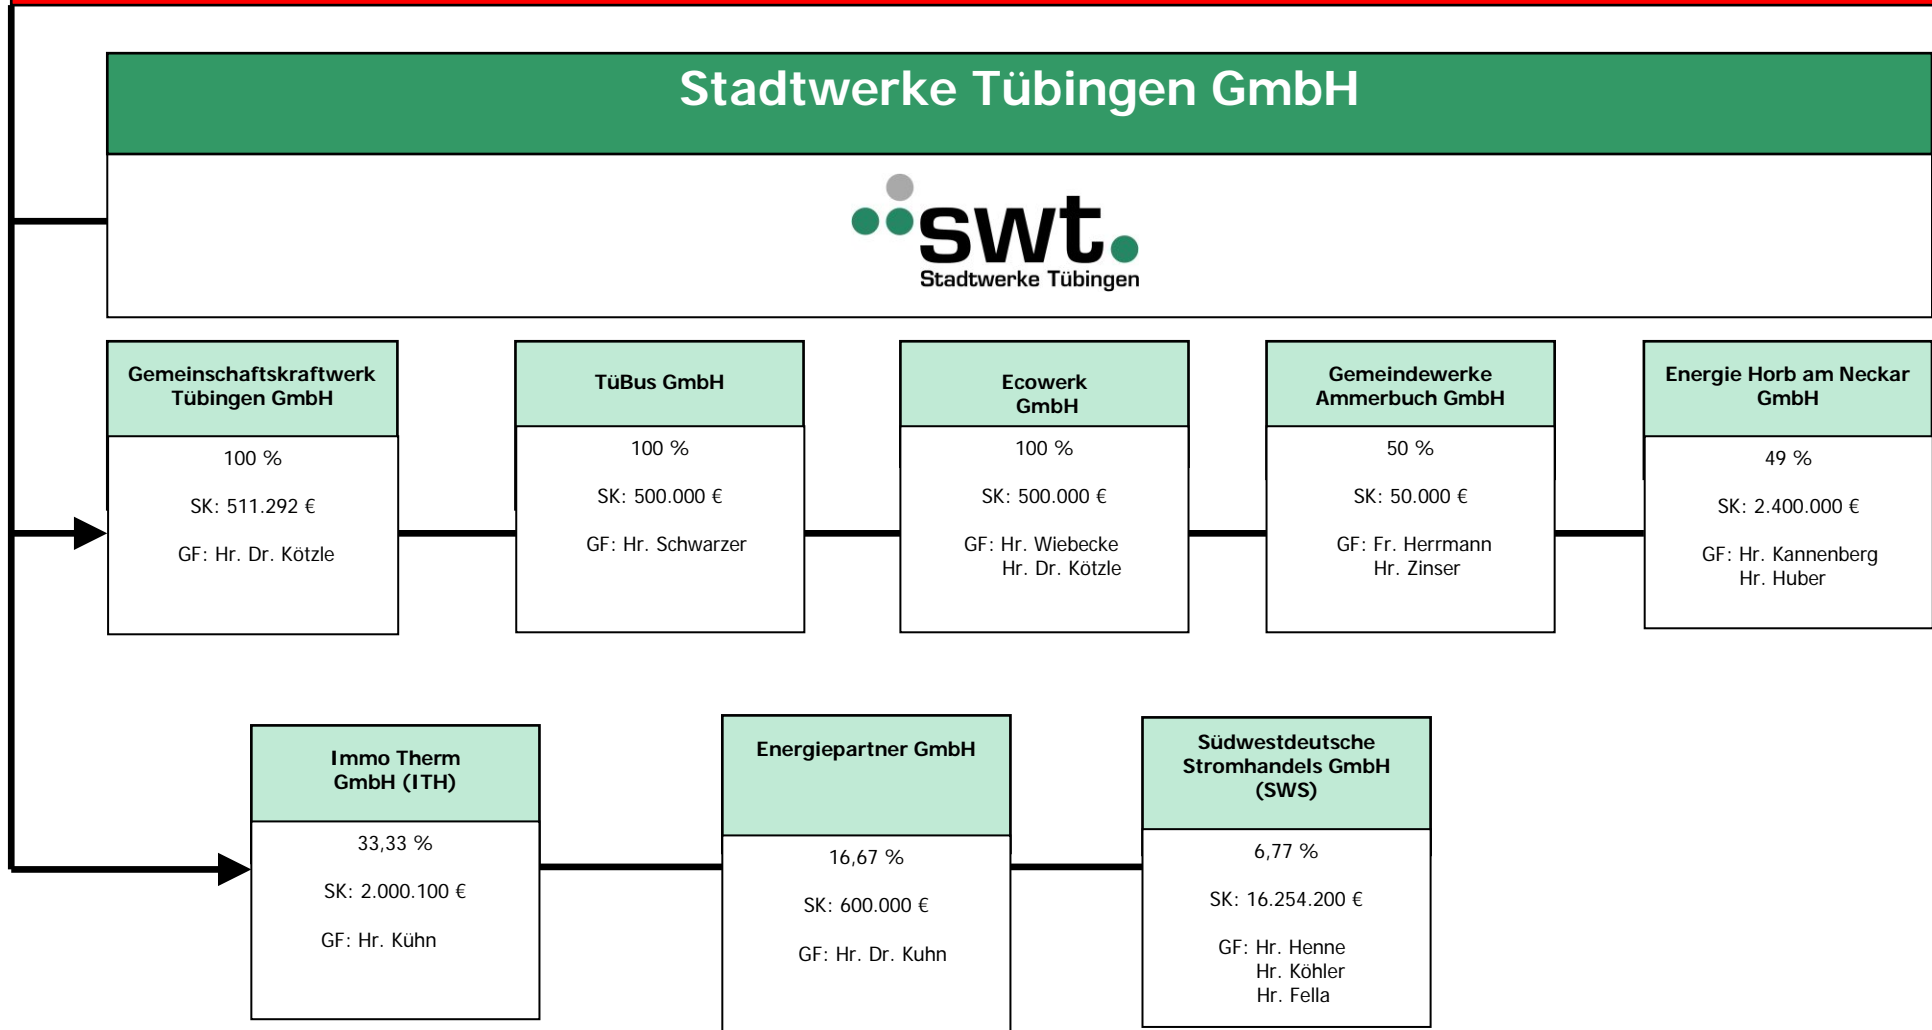 Stadtwerke Tübingen GmbH
swt.
Stadtwerke Tübingen
Gemeinschaftskraftwerk
Tübingen GmbH
100 %
SK: 511.292 €
GF: Hr. Dr. Kötzle
TüBus GmbH
100 %
SK: 500.000 €
GF: Hr. Schwarzer
Ecowerk
GmbH
100 %
SK: 500.000 €
GF: Hr. Wiebecke
Hr. Dr. Kötzle
Gemeindewerke
Ammerbuch GmbH
50 %
SK: 50.000 €
GF: Fr. Herrmann
Hr. Zinser
Energie Horb am Neckar
GmbH
49 %
SK: 2.400.000 €
GF: Hr. Kannenberg
Hr. Huber
Immo Therm
GmbH (ITH)
33,33 %
SK: 2.000.100 €
GF: Hr. Kühn
Energiepartner GmbH
16,67 %
SK: 600.000 €
GF: Hr. Dr. Kuhn
Südwestdeutsche
Stromhandels GmbH
(SWS)
6,77 %
SK: 16.254.200 €
GF: Hr. Henne
Hr. Köhler
Hr. Fella